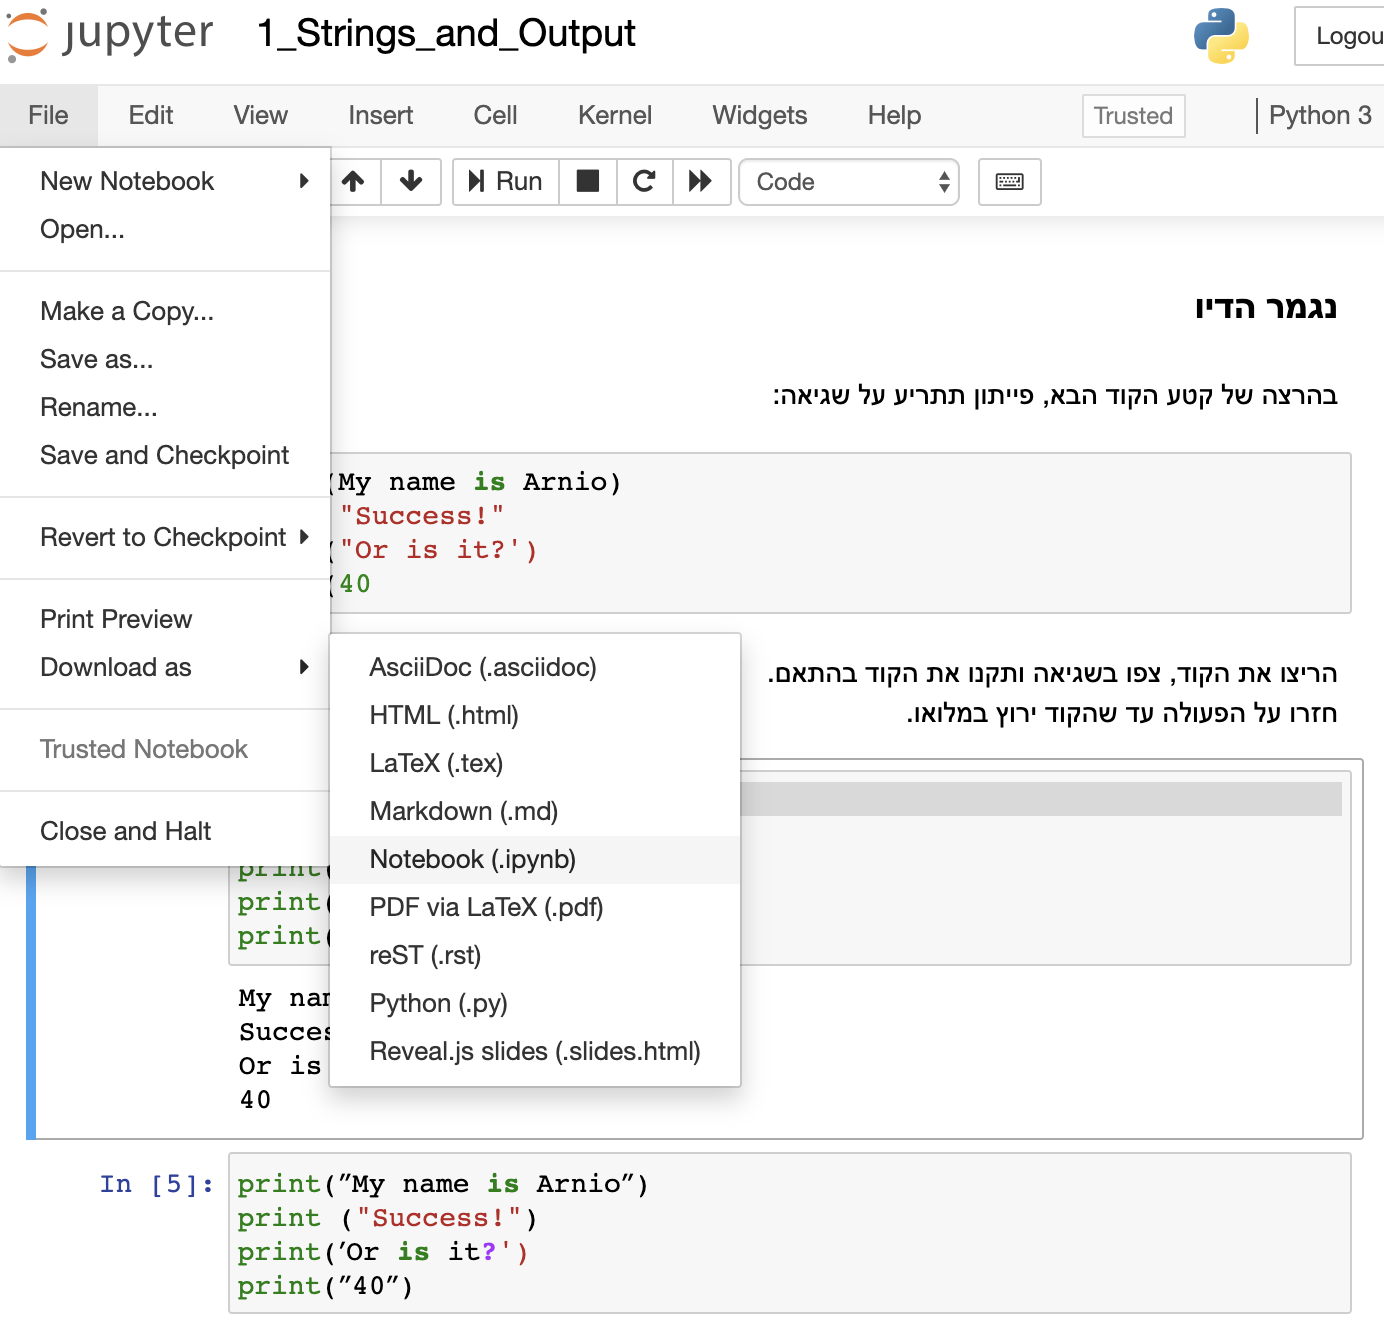 jupyter 1_Strings_and_Output
File Edit View Insert Cell Kernel Widgets Help Trusted Python 3
New Notebook
Open...
Make a Copy...
Save as...
Rename...
Save and Checkpoint
Revert to Checkpoint
Print Preview
Download as
Trusted Notebook
Close and Halt
Run Code
נגמר הדיו
בהרצה של קטע הקוד הבא, פייתון תתריע על שגיאה:
(My name is Arnio)
"Success!"
("Or is it?')
(40
AsciiDoc (.asciidoc)
HTML (.html)
LaTeX (.tex)
Markdown (.md)
Notebook (.ipynb)
PDF via LaTeX (.pdf)
reST (.rst)
Python (.py)
Reveal.js slides (.slides.html)
הריצו את הקוד, צפו בשגיאה ותקנו את הקוד בהתאם.
חזרו על הפעולה עד שהקוד ירוץ במלואו.
print(
print(
print(
My
Or is
40
In [5]:
print(”My name is Arnio”)
print ("Success!")
print(’Or is it?')
print(”40”)